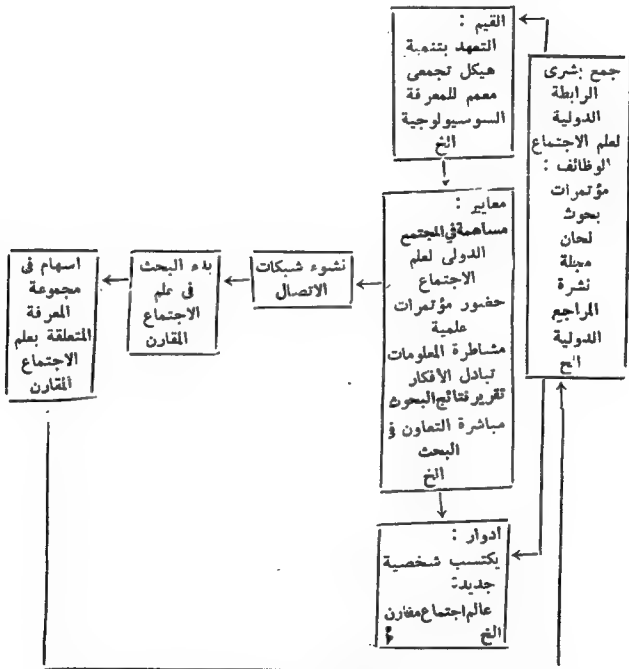 جمع بشرى
الرابطة
الدولية
لعلم الاجتماع
الوظائف :
مؤتمرات
بحوث
لجان
مجلة
نشرة
المراجع
الدولية
الخ
القيم :
التعهد بتنمية
هيكل تجمعى
معمم للمعرفة
السوسيولوجية
الخ
معايير :
مساهمة في المجتمع
الدولى لعلم
الاجتماع
حضور مؤتمرات
علمية
مشاطرة المعلومات
تبادل الأفكار
تقرير نتائج البحوث
مباشرة التعاون في
البحث
الخ
أدوار :
يكتسب شخصية
جديدة:
عالم اجتماع مقارن
الخ
نشوء شبكات
الاتصال
بدء البحث
فى علم
الاجتماع
المقارن
اسهام فى
مجموعة
المعرفة
المتعلقة بعلم
الاجتماع
المقارن